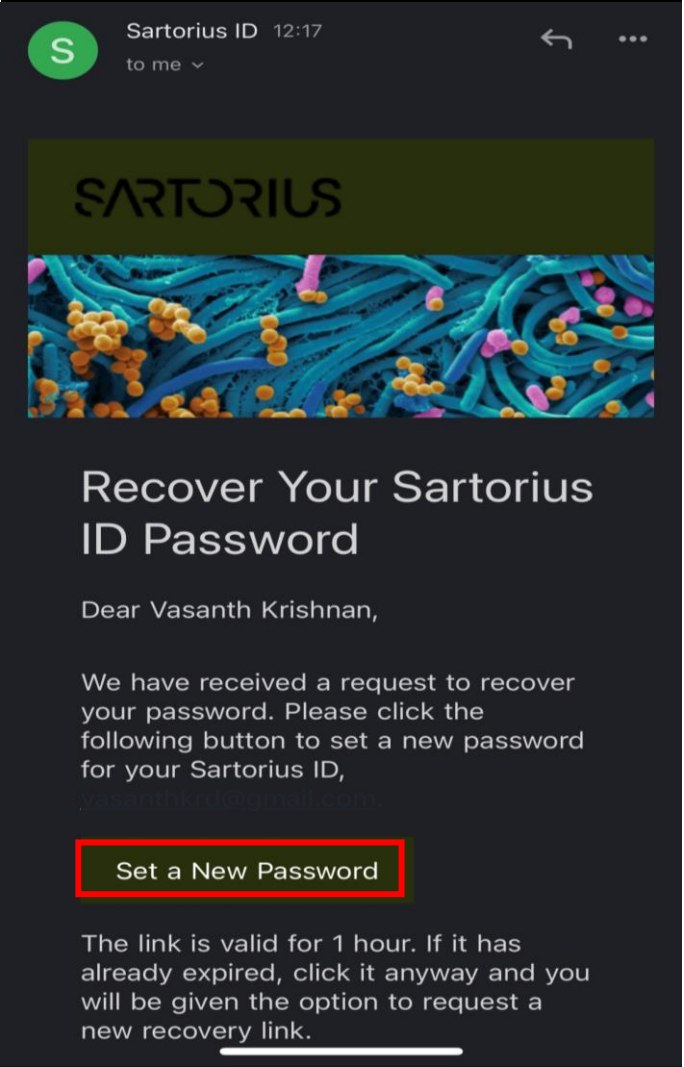 S
Sartorius ID 12:17
to me
SARTORIUS
Recover Your Sartorius
ID Password
Dear Vasanth Krishnan,
We have received a request to recover
your password. Please click the
following button to set a new password
for your Sartorius ID,
vasanthkrd@gmail.com.
Set a New Password
The link is valid for 1 hour. If it has
already expired, click it anyway and you
will be given the option to request a
new recovery link.